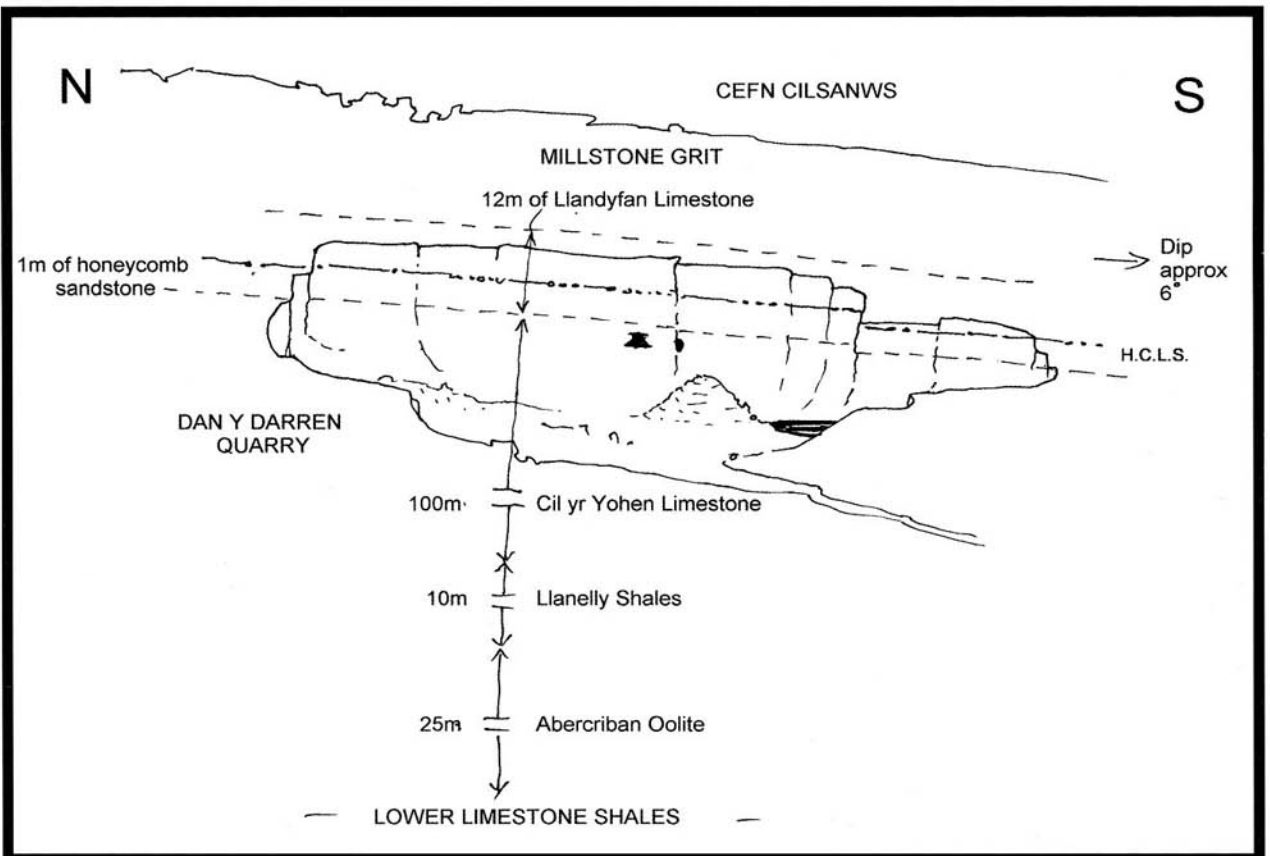 N
CEFN CILSANWS
S
MILLSTONE GRIT
12m of Llandyfan Limestone
1m of honeycomb
sandstone
Dip
approx
6°
H.C.L.S.
DAN Y DARREN
QUARRY
100m
Cil yr Yohen Limestone
10m
Llanelly Shales
25m
Abercriban Oolite
LOWER LIMESTONE SHALES